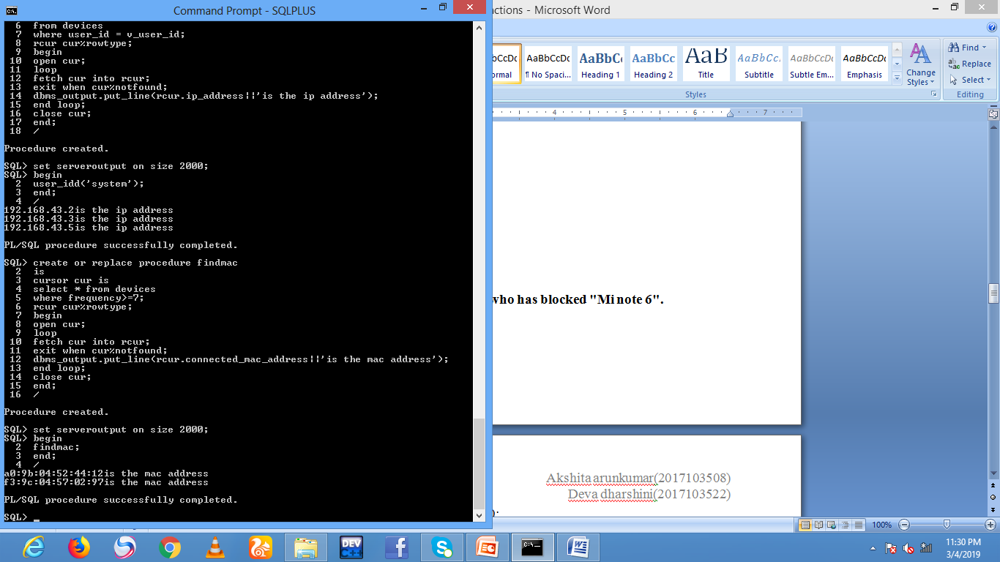 Command Prompt - SQLPLUS
6 from devices
7 where user_id = v_user_id;
8 rcur cur%rowtype;
9 begin
10 open cur;
11 loop
12 fetch cur into rcur;
13 exit when cur%notfound;
14 dbms_output.put_line(rcur.ip_address||'is the ip address');
15 end loop;
16 close cur;
17 end;
18 /
Procedure created.
SQL> set serveroutput on size 2000;
SQL> begin
2 user_idd('system');
3 end;
4 /
192.168.43.2is the ip address
192.168.43.3is the ip address
192.168.43.5is the ip address
PL/SQL procedure successfully completed.
SQL> create or replace procedure findmac
2 is
3 cursor cur is
4 select * from devices
5 where frequency>=7;
6 rcur cur%rowtype;
7 begin
8 open cur;
9 loop
10 fetch cur into rcur;
11 exit when cur%notfound;
12 dbms_output.put_line(rcur.connected_mac_address||'is the mac address');
13 end loop;
14 close cur;
15 end;
16 /
Procedure created.
SQL> set serveroutput on size 2000;
SQL> begin
2 findmac;
3 end;
4 /
a0:9b:04:52:44:12is the mac address
f3:9c:04:57:02:97is the mac address
PL/SQL procedure successfully completed.
SQL> _
ctions - Microsoft Word
bCcDc AaBbCcDc AaBbC AaBbCc AaB AaBbCc. AaBbCcDc AaBbCcDc
ormal ¶ No Spaci... Heading 1 Heading 2 Title Subtitle Subtle Em... Emphasis
Change
Styles
Styles
Find
Replace
Select
Editing
4 5 6 7
who has blocked "Mi note 6".
Akshita arunkumar(2017103508)
Deva dharshini(2017103522)
):
100%
DEV
C++
11:30 PM
3/4/2019